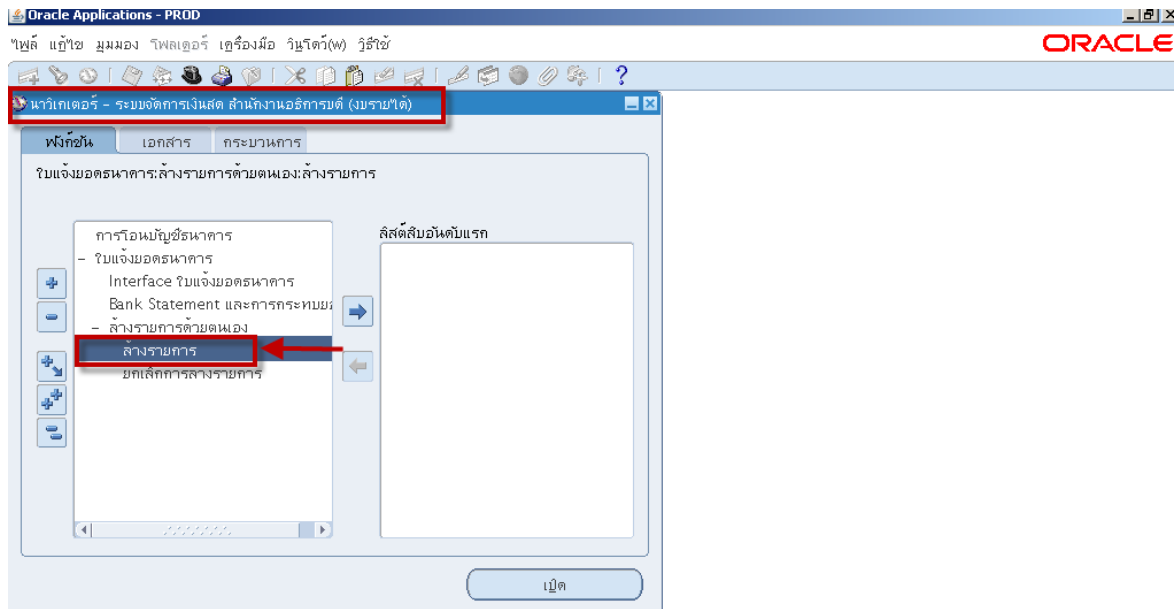 Oracle Applications - PROD
ไฟล์ แก้ไข มุมมอง โฟลเดอร์ เครื่องมือ วินโดว์(w) วิธีใช้
ORACLE
นาวิเกเตอร์ - ระบบจัดการเงินสด สำนักงานอธิการบดี (งบรายได้)
ฟังก์ชัน เอกสาร กระบวนการ
ใบแจ้งยอดธนาคาร:ล้างรายการด้วยตนเอง:ล้างรายการ
การโอนบัญชีธนาคาร
ลิสต์สิบอันดับแรก
- ใบแจ้งยอดธนาคาร
Interface ใบแจ้งยอดธนาคาร
Bank Statement และการกระทบย
- ล้างรายการด้วยตนเอง
ล้างรายการ
ยกเลิกการล้างรายการ
เปิด